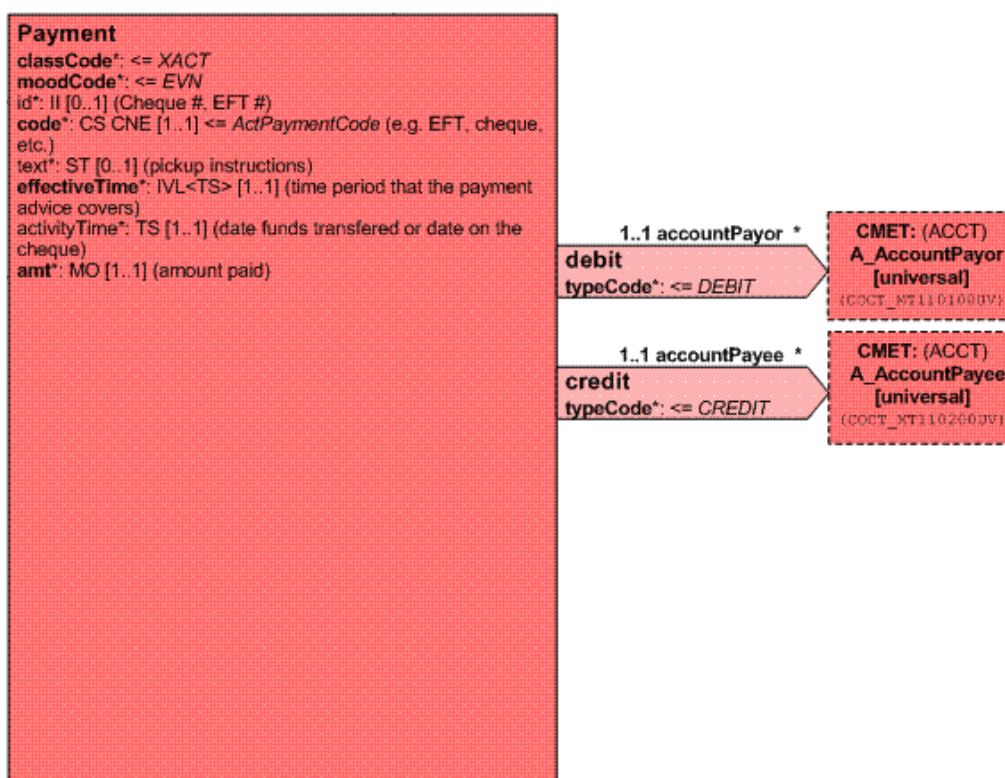 Payment
classCode*: <= XACT
moodCode*: <= EVN
id*: II [0..1] (Cheque #, EFT #)
code*: CS CNE [1..1] <= ActPaymentCode (e.g. EFT, cheque,
etc.)
text*: ST [0..1] (pickup instructions)
effectiveTime*: IVL<TS> [1..1] (time period that the payment
advice covers)
activityTime*: TS [1..1] (date funds transfered or date on the
cheque)
amt*: MO [1..1] (amount paid)
1..1 accountPayor *
debit
typeCode*: <= DEBIT
CMET: (ACCT)
A_AccountPayor
[universal]
(COCT_MT110100UV)
1..1 accountPayee *
credit
typeCode*: <= CREDIT
CMET: (ACCT)
A_AccountPayee
[universal]
(COCT_MT110200UV)